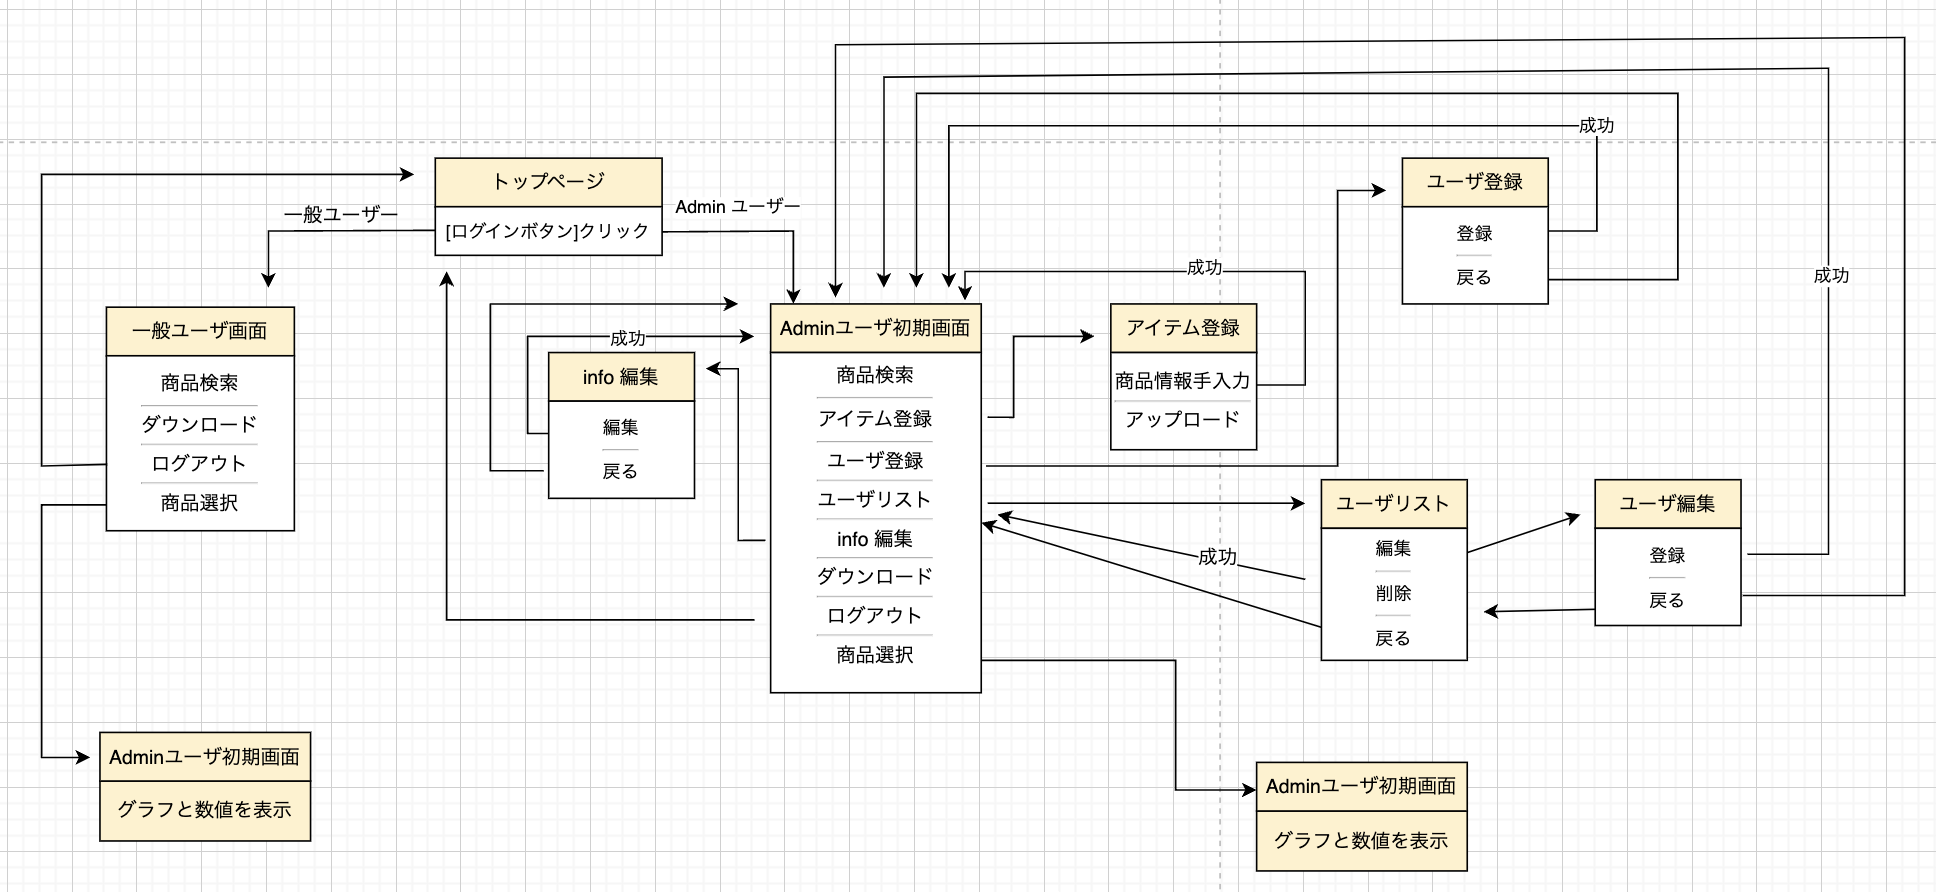 成功
トップページ
[ログインボタン]クリック
一般ユーザー
Admin ユーザー
ユーザ登録
登録
戻る
成功
成功
一般ユーザ画面
商品検索
ダウンロード
ログアウト
商品選択
成功
info 編集
編集
戻る
Adminユーザ初期画面
商品検索
アイテム登録
ユーザ登録
ユーザリスト
info 編集
ダウンロード
ログアウト
商品選択
アイテム登録
商品情報手入力
アップロード
成功
ユーザリスト
編集
削除
戻る
ユーザ編集
登録
戻る
Adminユーザ初期画面
グラフと数値を表示
Adminユーザ初期画面
グラフと数値を表示